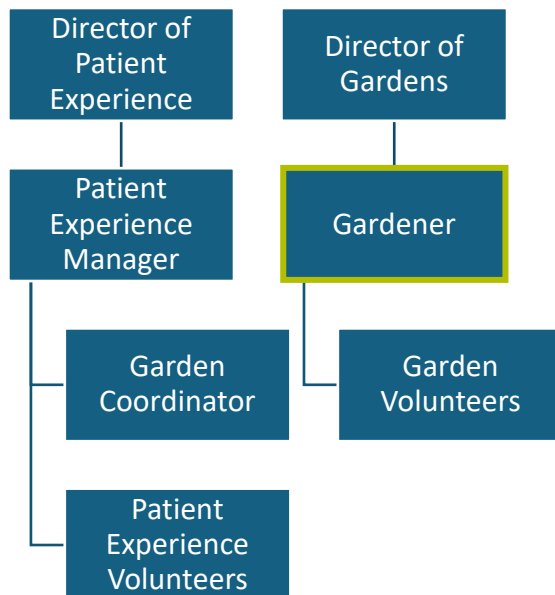 Director of
Patient
Experience
Director of
Gardens
Patient
Experience
Manager
Gardener
Garden
Coordinator
Garden
Volunteers
Patient
Experience
Volunteers